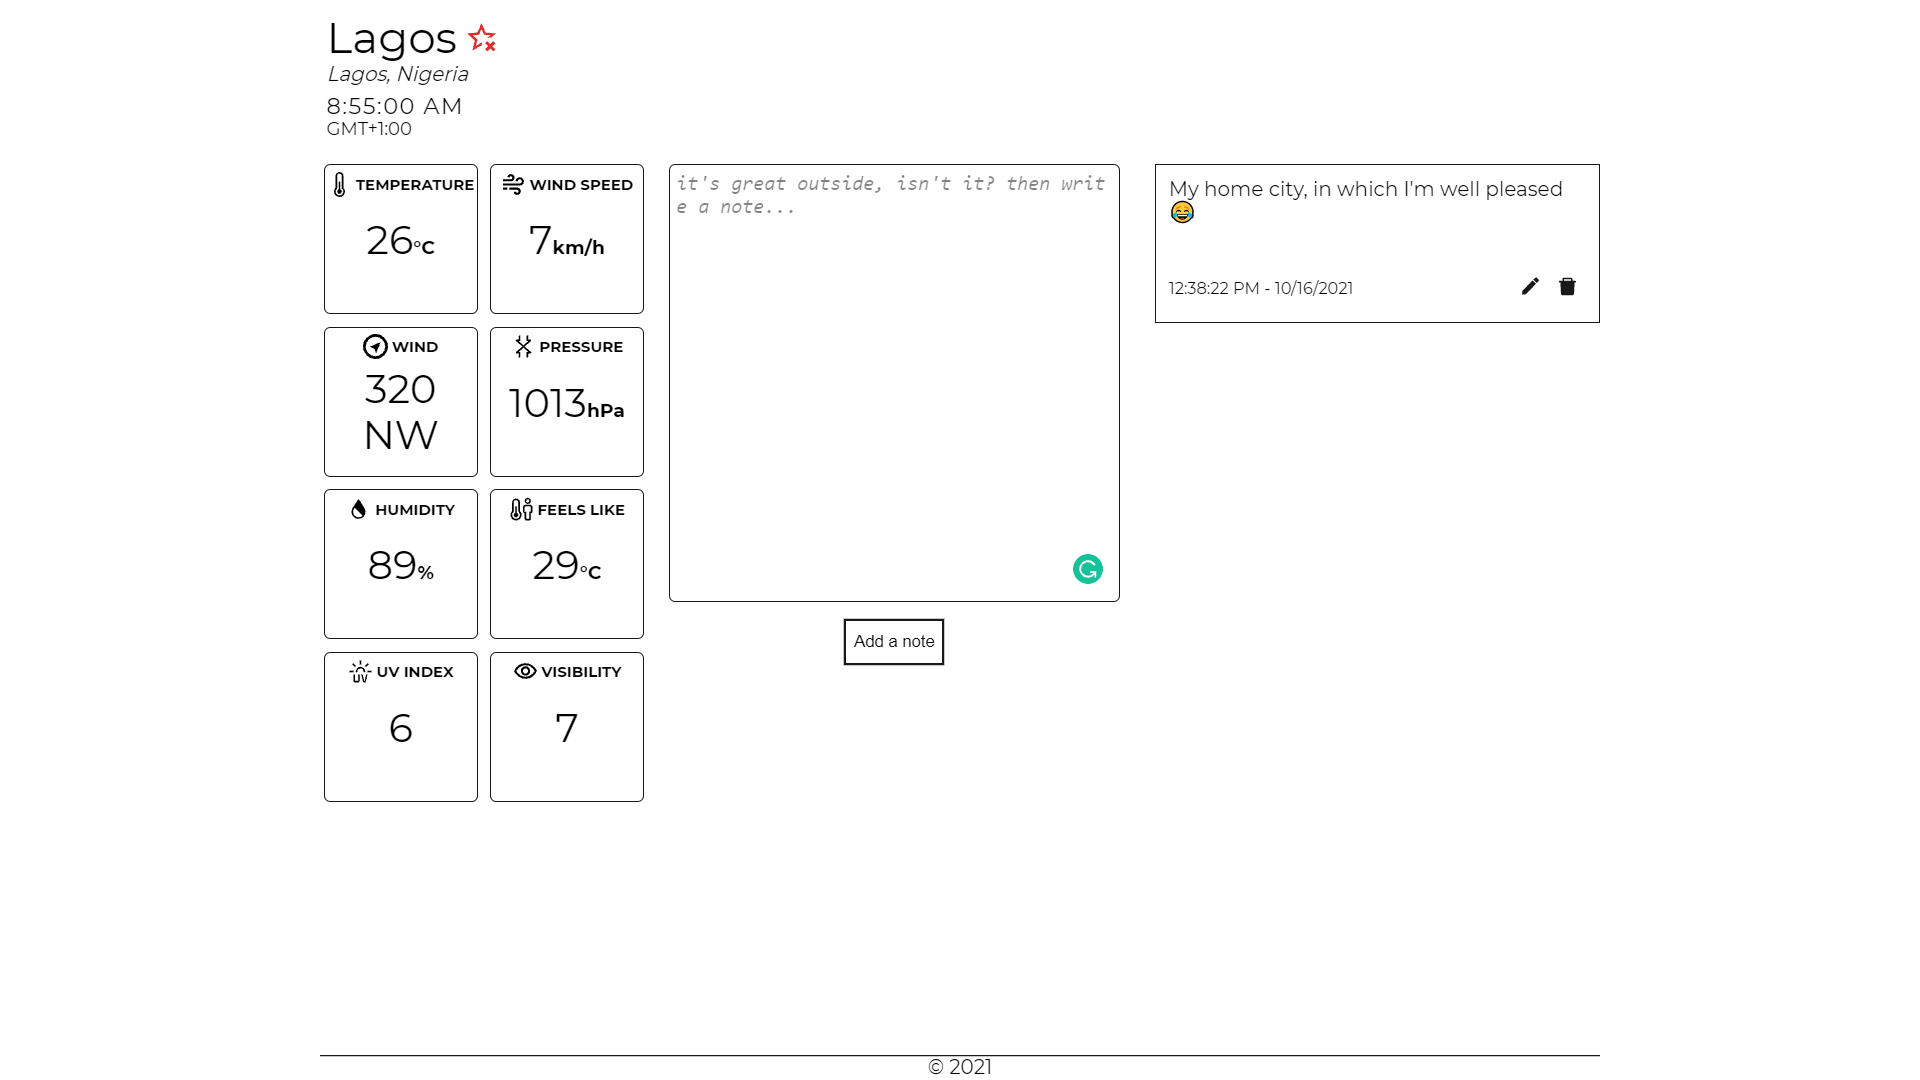 Lagos
Lagos, Nigeria
8:55:00 AM
GMT+1:00
TEMPERATURE
26°C
WIND SPEED
7km/h
WIND
320
NW
PRESSURE
1013hPa
HUMIDITY
89%
FEELS LIKE
29°C
UV INDEX
6
VISIBILITY
7
it's great outside, isn't it? then writ
e a note...
Add a note
My home city, in which I'm well pleased
😂
12:38:22 PM - 10/16/2021
© 2021